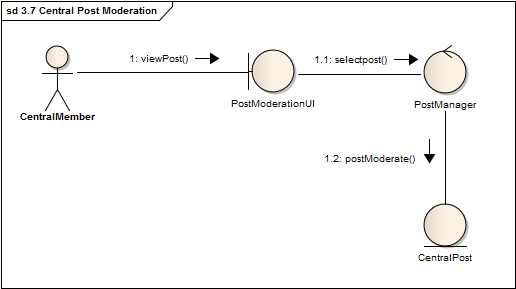 sd 3.7 Central Post Moderation
1: viewPost()
1.1: selectpost()
CentralMember
PostModerationUI
PostManager
1.2: postModerate()
CentralPost